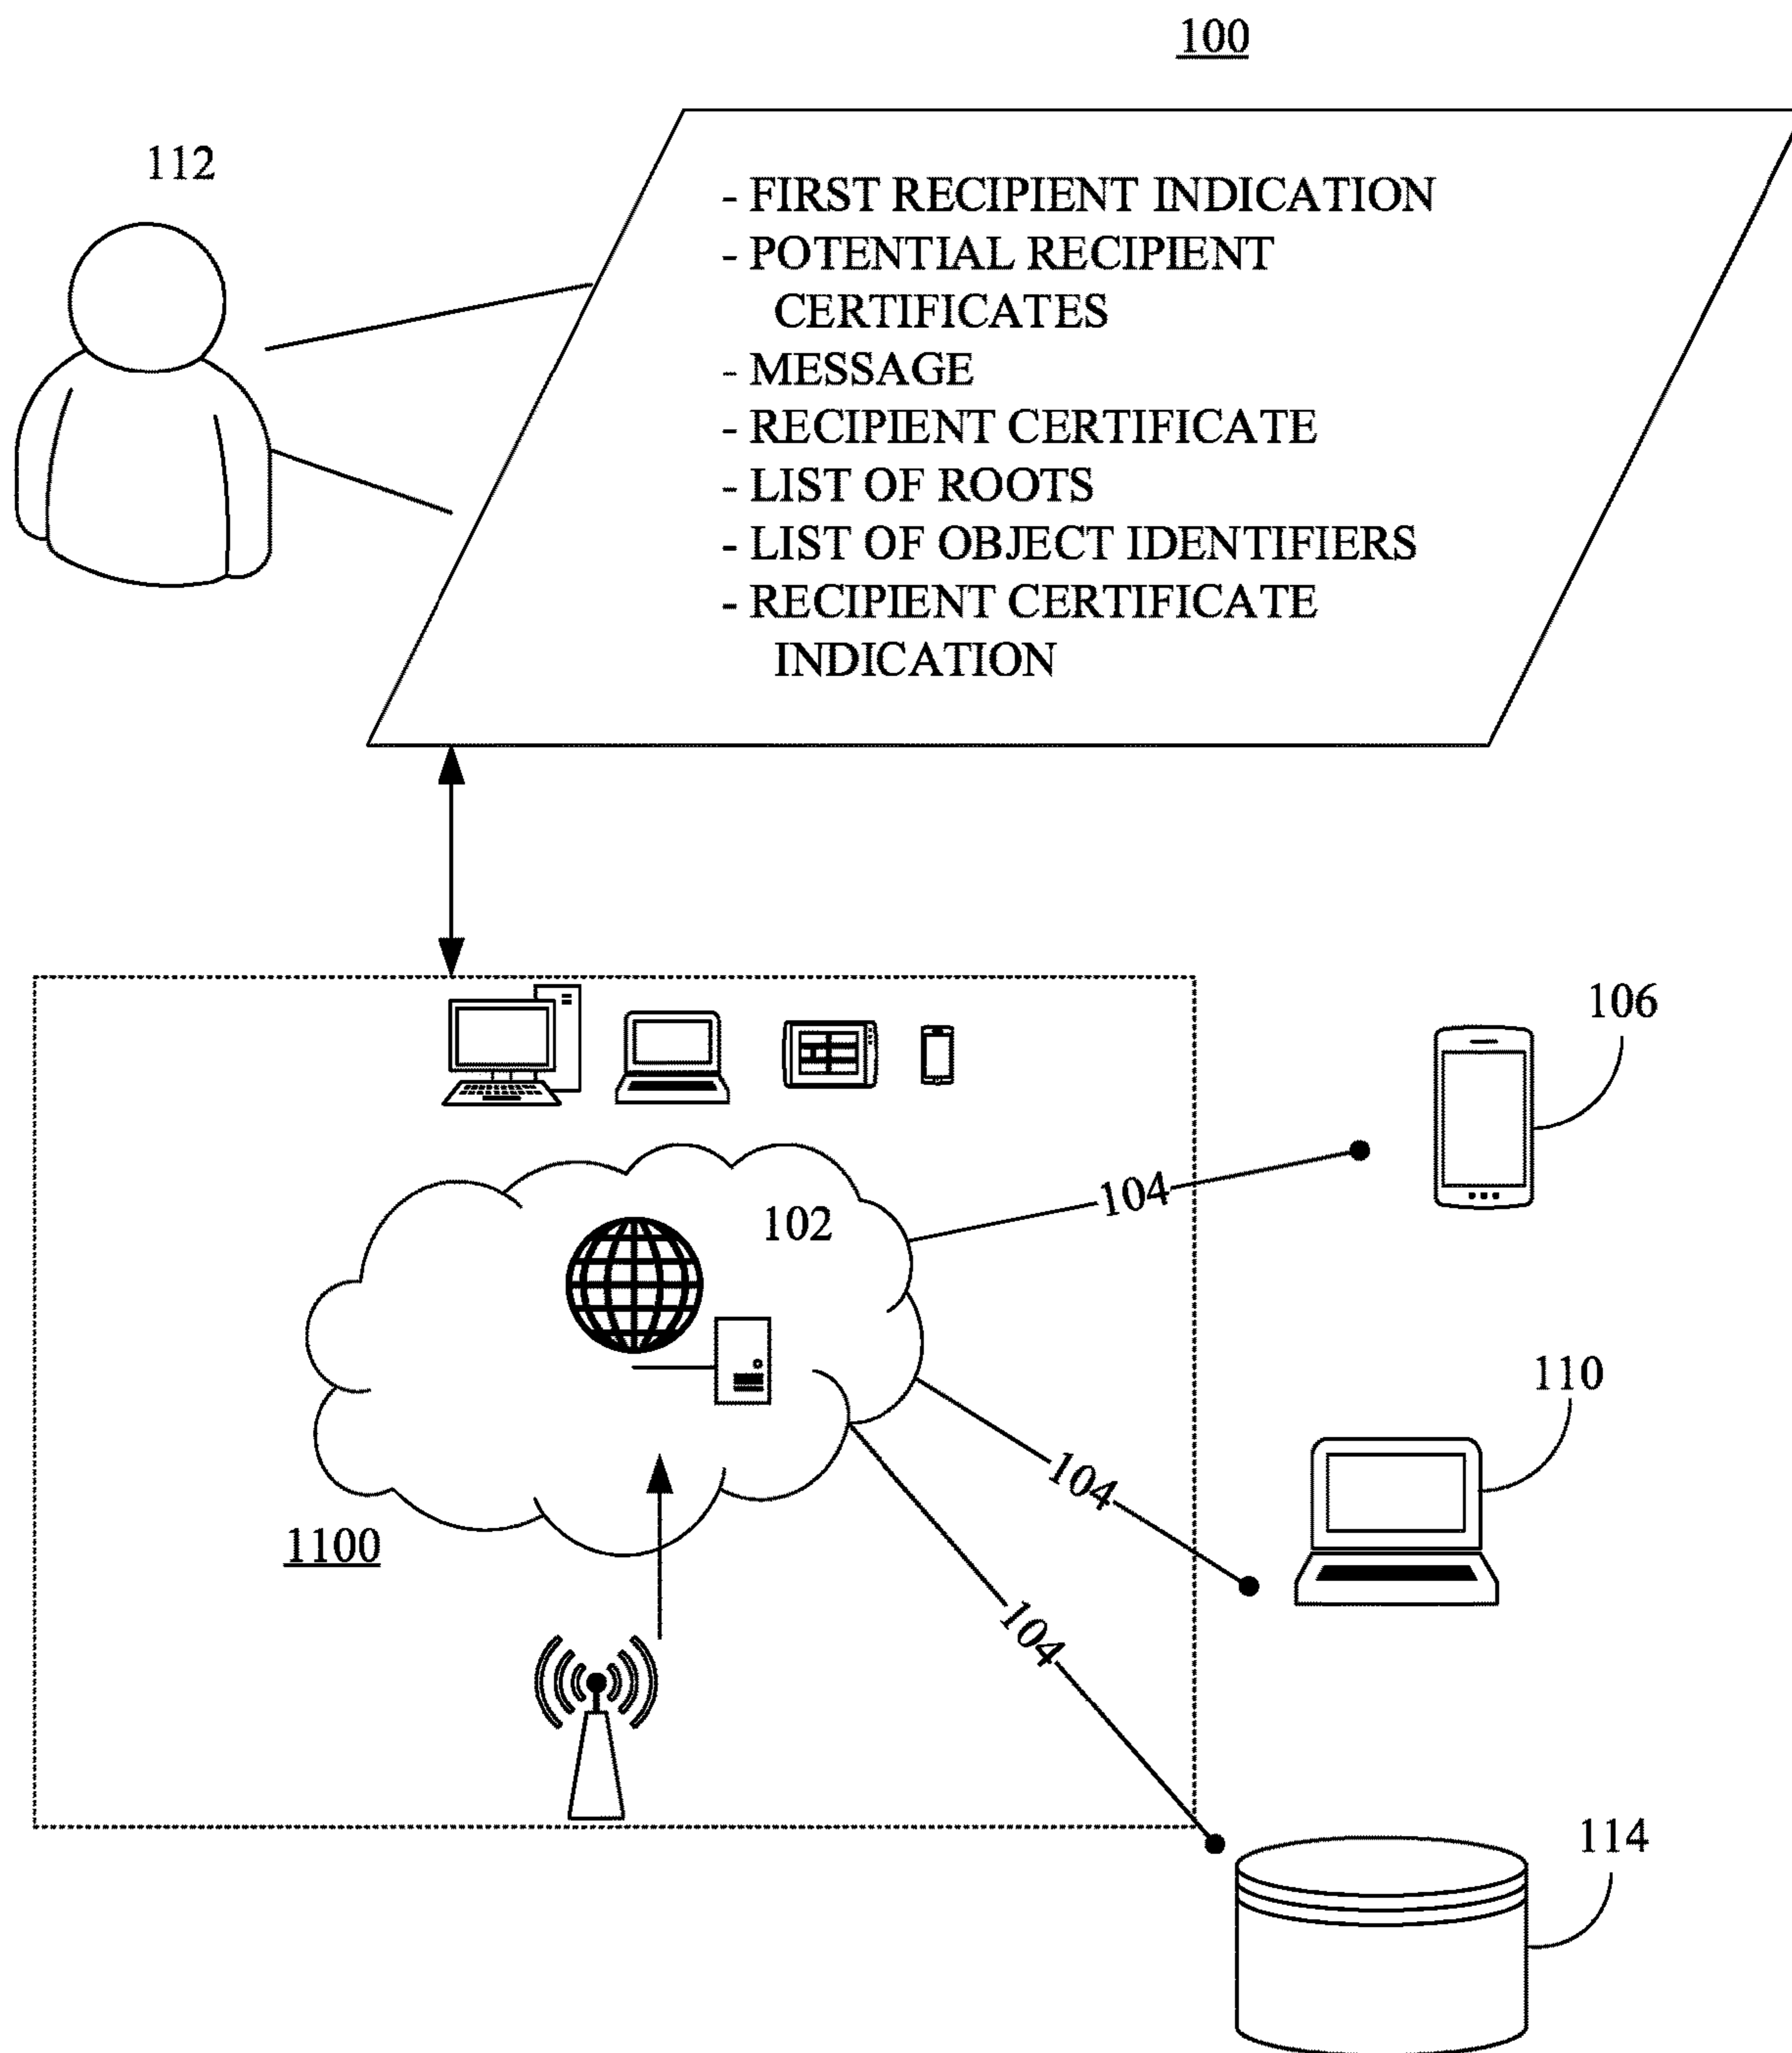 100
112
- FIRST RECIPIENT INDICATION
- POTENTIAL RECIPIENT
CERTIFICATES
- MESSAGE
- RECIPIENT CERTIFICATE
- LIST OF ROOTS
- LIST OF OBJECT IDENTIFIERS
- RECIPIENT CERTIFICATE
INDICATION
106
104
102
110
104
1100
104
114